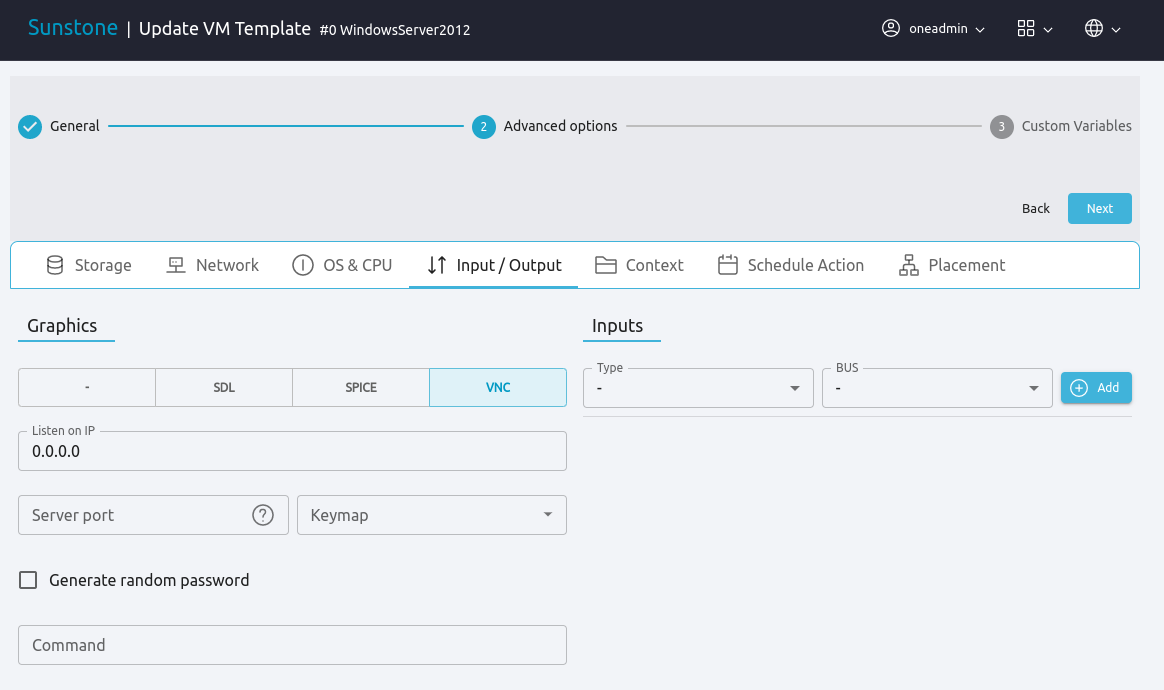 Sunstone | Update VM Template #0 WindowsServer2012 oneadmin
General 2 Advanced options 3 Custom Variables
Back Next
Storage Network OS & CPU Input / Output Context Schedule Action Placement
Graphics
- SDL SPICE VNC
Listen on IP
0.0.0.0
Server port ? Keymap
Generate random password
Command
Inputs
Type BUS
- - Add